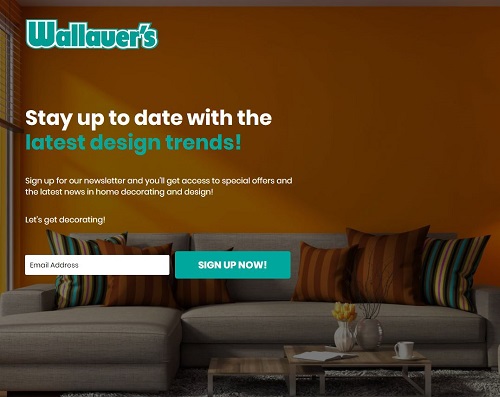 Wallauer's
Stay up to date with the
latest design trends!
Sign up for our newsletter and you'll get access to special offers and
the latest news in home decorating and design!
Let's get decorating!
Email Address
SIGN UP NOW!